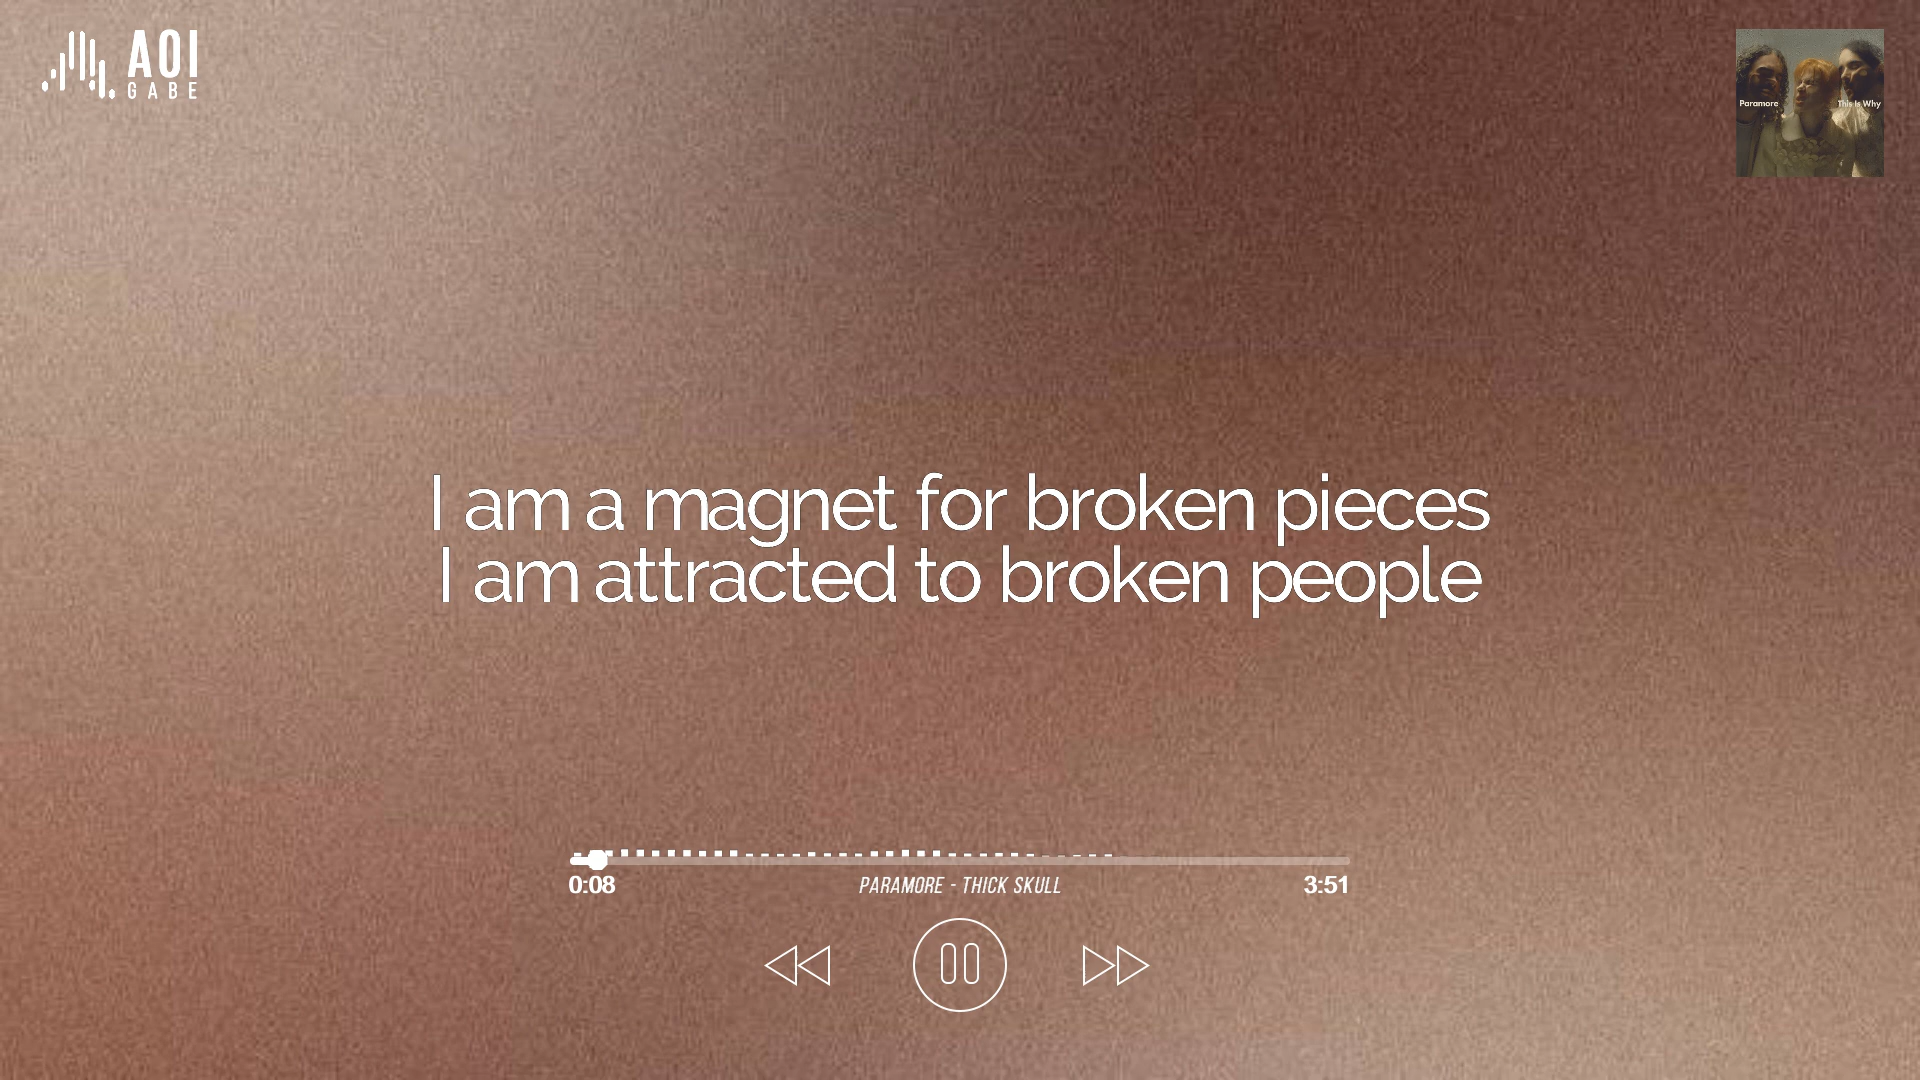 AOI
GABE
Paramore
This Is Why
I am a magnet for broken pieces
I am attracted to broken people
0:08
PARAMORE - THICK SKULL
3:51